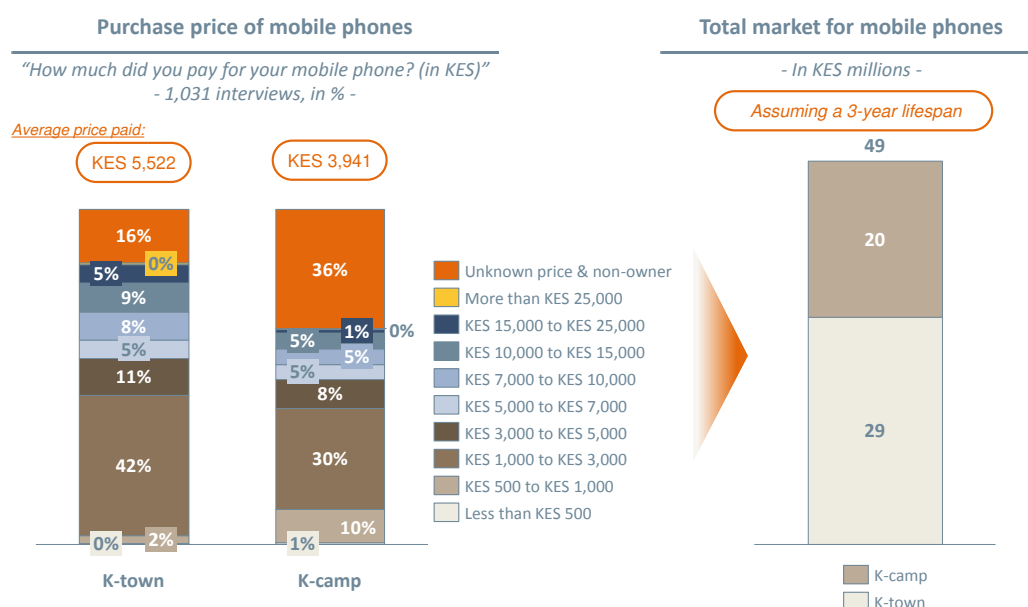 Purchase price of mobile phones
“How much did you pay for your mobile phone? (in KES)”
- 1,031 interviews, in % -
Average price paid:
KES 5,522
KES 3,941
16%
0%
5%
9%
8%
5%
11%
42%
2%
0%
K-town
36%
1%
0%
5%
5%
5%
8%
30%
10%
1%
K-camp
Unknown price & non-owner
More than KES 25,000
KES 15,000 to KES 25,000
KES 10,000 to KES 15,000
KES 7,000 to KES 10,000
KES 5,000 to KES 7,000
KES 3,000 to KES 5,000
KES 1,000 to KES 3,000
KES 500 to KES 1,000
Less than KES 500
Total market for mobile phones
- In KES millions -
Assuming a 3-year lifespan
49
20
29
K-camp
K-town